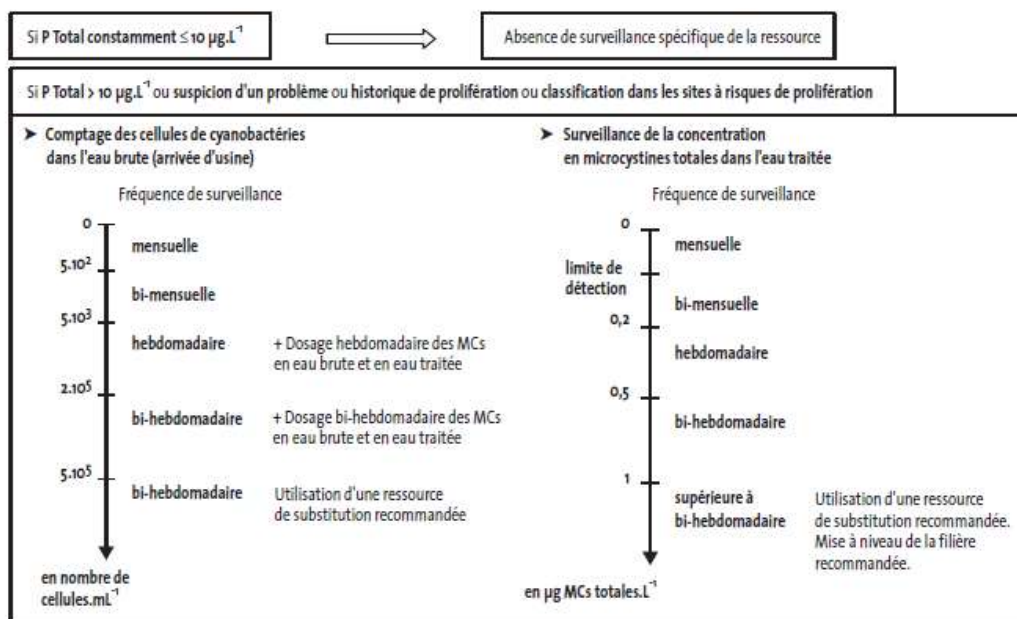 Si P Total constamment ≤ 10 µg.L⁻¹
Absence de surveillance spécifique de la ressource
Si P Total > 10 µg.L⁻¹ ou suspicion d'un problème ou historique de prolifération ou classification dans les sites à risques de prolifération
➤ Comptage des cellules de cyanobactéries
dans l'eau brute (arrivée d'usine)
Fréquence de surveillance
0
mensuelle
5.10²
bi-mensuelle
5.10³
hebdomadaire
+ Dosage hebdomadaire des MCs
en eau brute et en eau traitée
2.10⁵
bi-hebdomadaire
+ Dosage bi-hebdomadaire des MCs
en eau brute et en eau traitée
5.10⁵
bi-hebdomadaire
Utilisation d'une ressource
de substitution recommandée
en nombre de
cellules.mL⁻¹
➤ Surveillance de la concentration
en microcystines totales dans l'eau traitée
Fréquence de surveillance
0
mensuelle
limite de
détection
bi-mensuelle
0,2
hebdomadaire
0,5
bi-hebdomadaire
1
supérieure à
bi-hebdomadaire
Utilisation d'une ressource
de substitution recommandée.
Mise à niveau de la filière
recommandée.
en µg MCs totales.L⁻¹